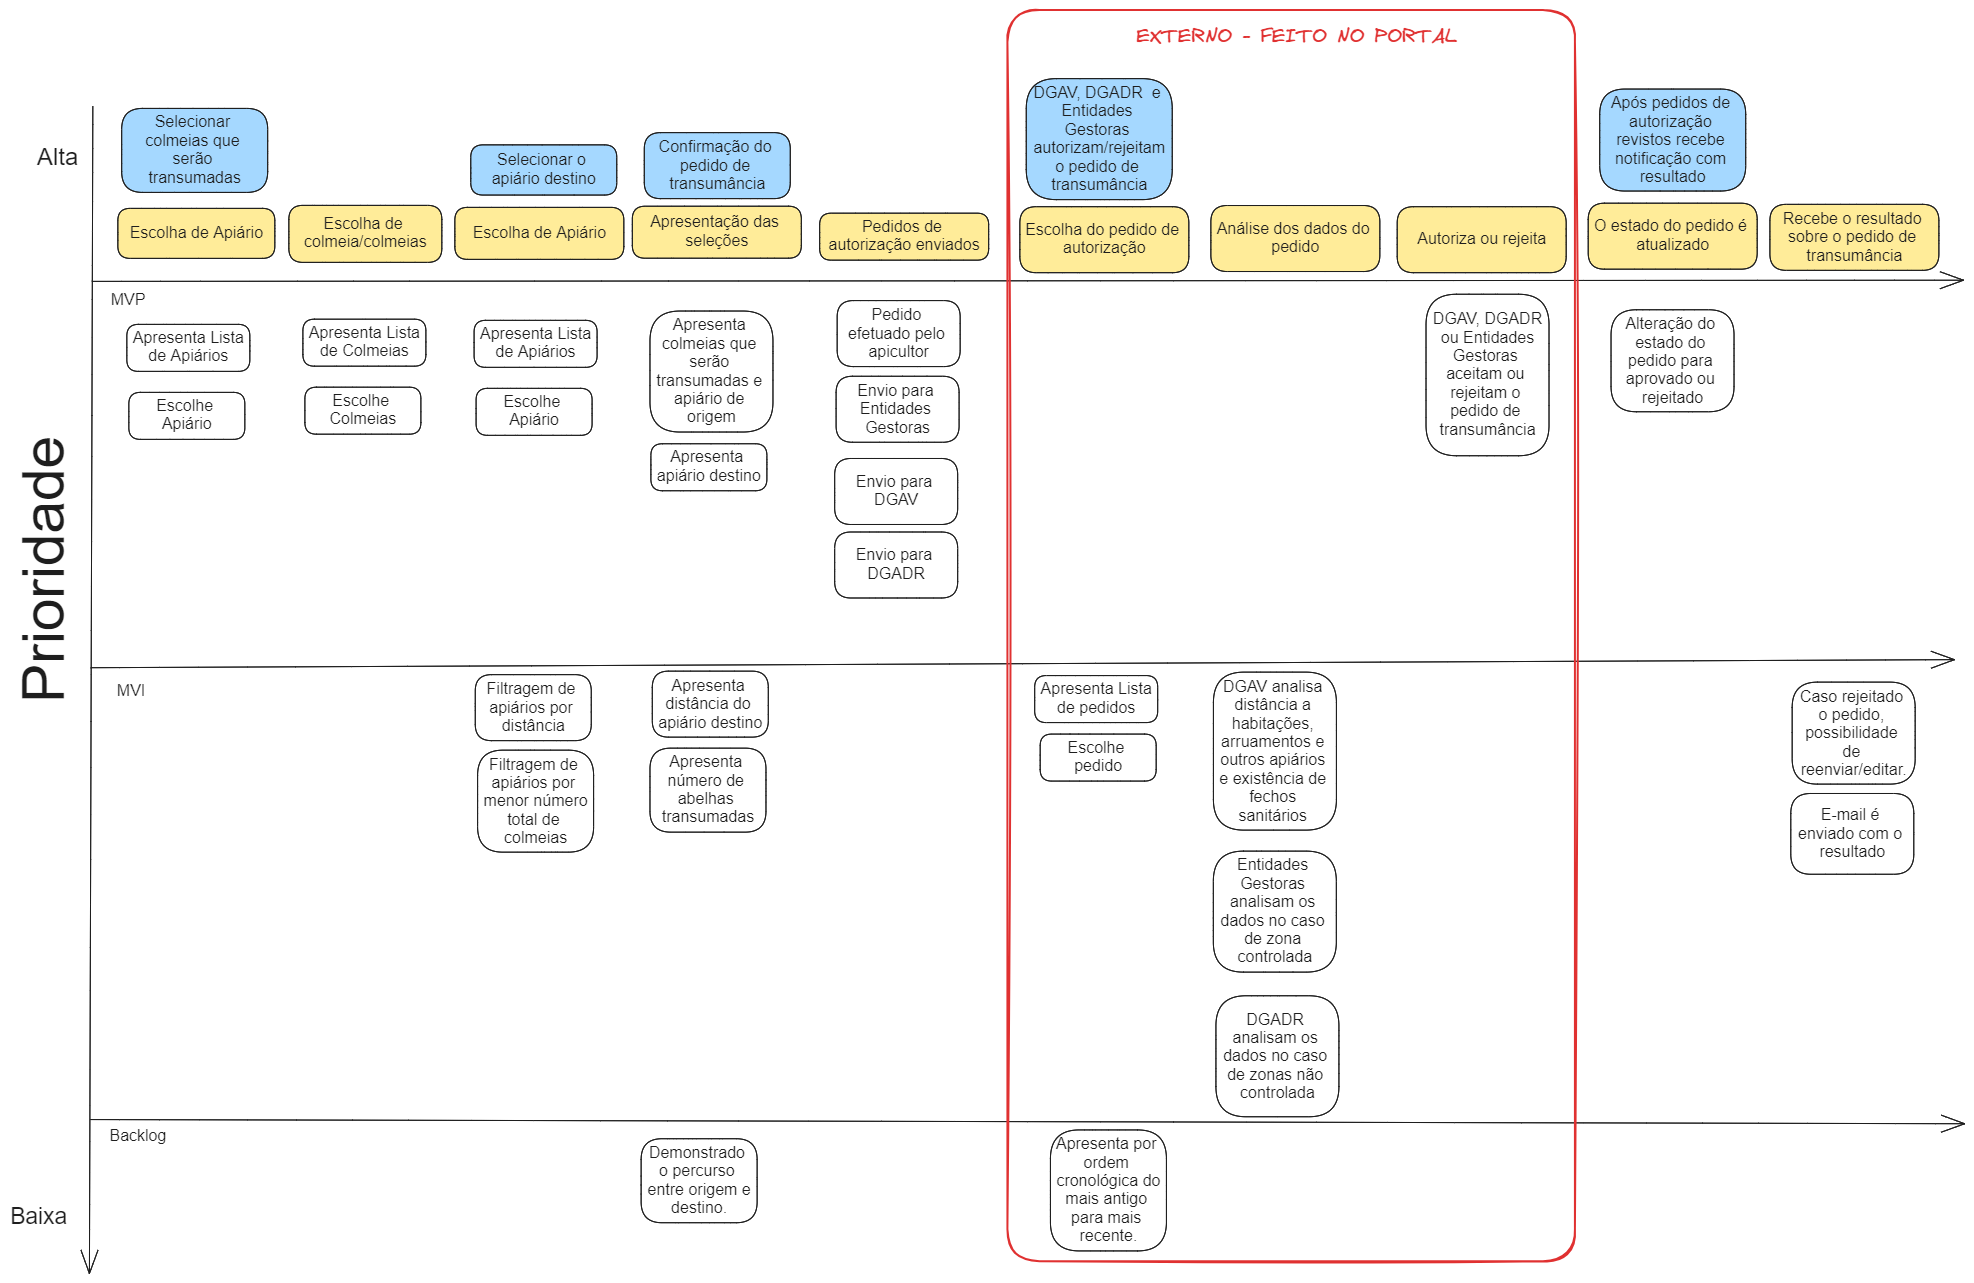 EXTERNO - FEITO NO PORTAL
Alta
Selecionar
colmeias que
serão
transumadas
Selecionar o
apiário destino
Confirmação do
pedido de
transumância
DGAV, DGADR e
Entidades
Gestoras
autorizam/rejeitam
o pedido de
transumância
Após pedidos de
autorização
revistos recebe
notificação com
resultado
Escolha de Apiário
Escolha de
colmeia/colmeias
Escolha de Apiário
Apresentação das
seleções
Pedidos de
autorização enviados
Escolha do pedido de
autorização
Análise dos dados do
pedido
Autoriza ou rejeita
O estado do pedido é
atualizado
Recebe o resultado
sobre o pedido de
transumância
Prioridade
MVP
Apresenta Lista
de Apiários
Escolhe
Apiário
Apresenta Lista
de Colmeias
Escolhe
Colmeias
Apresenta Lista
de Apiários
Escolhe
Apiário
Apresenta
colmeias que
serão
transumadas e
apiário de
origem
Apresenta
apiário destino
Pedido
efetuado pelo
apicultor
Envio para
Entidades
Gestoras
Envio para
DGAV
Envio para
DGADR
DGAV, DGADR
ou Entidades
Gestoras
aceitam ou
rejeitam o
pedido de
transumância
Alteração do
estado do
pedido para
aprovado ou
rejeitado
MVI
Filtragem de
apiários por
distância
Filtragem de
apiários por
menor número
total de
colmeias
Apresenta
distância do
apiário destino
Apresenta
número de
abelhas
transumadas
Apresenta Lista
de pedidos
Escolhe
pedido
DGAV analisa
distância a
habitações,
arruamentos e
outros apiários
e existência de
fechos
sanitários
Entidades
Gestoras
analisam os
dados no caso
de zona
controlada
DGADR
analisam os
dados no caso
de zonas não
controlada
Caso rejeitado
o pedido,
possibilidade
de
reenviar/editar.
E-mail é
enviado com o
resultado
Backlog
Demonstrado
o percurso
entre origem e
destino.
Apresenta por
ordem
cronológica do
mais antigo
para mais
recente.
Baixa